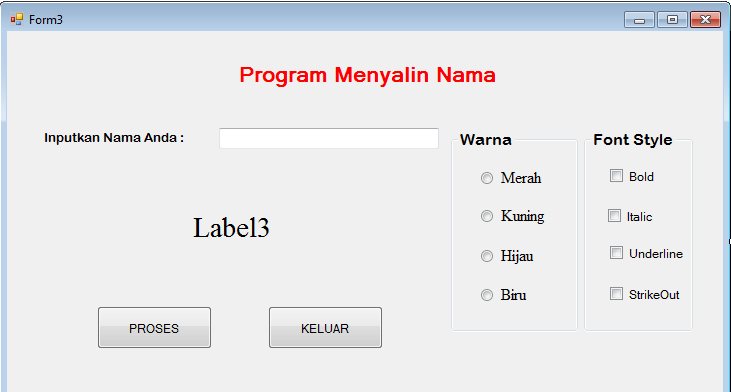 Form3
Program Menyalin Nama
Inputkan Nama Anda :
Label3
PROSES
KELUAR
Warna
Merah
Kuning
Hijau
Biru
Font Style
Bold
Italic
Underline
StrikeOut